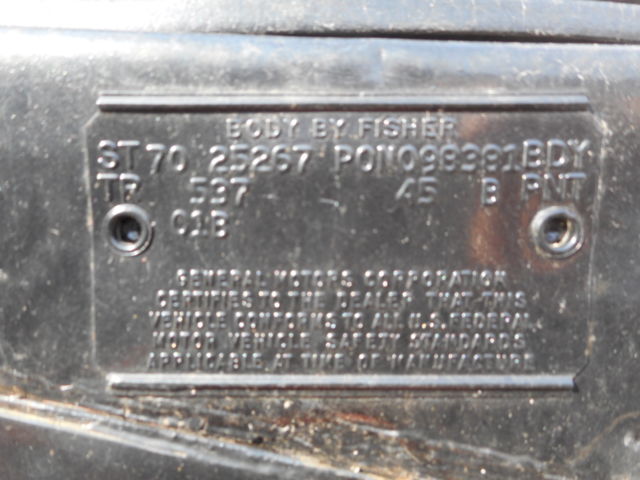 BODY BY FISHER
ST 70 25267 PON099391 BDY
TR 597 45 B PNT
01B
GENERAL MOTORS CORPORATION
CERTIFIES TO THE DEALER THAT THIS
VEHICLE CONFORMS TO ALL U.S. FEDERAL
MOTOR VEHICLE SAFETY STANDARDS
APPLICABLE AT TIME OF MANUFACTURE